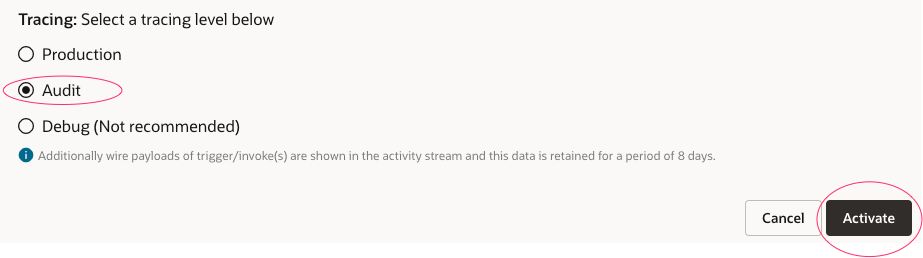 Tracing: Select a tracing level below
Production
Audit
Debug (Not recommended)
Additionally wire payloads of trigger/invoke(s) are shown in the activity stream and this data is retained for a period of 8 days.
Cancel Activate